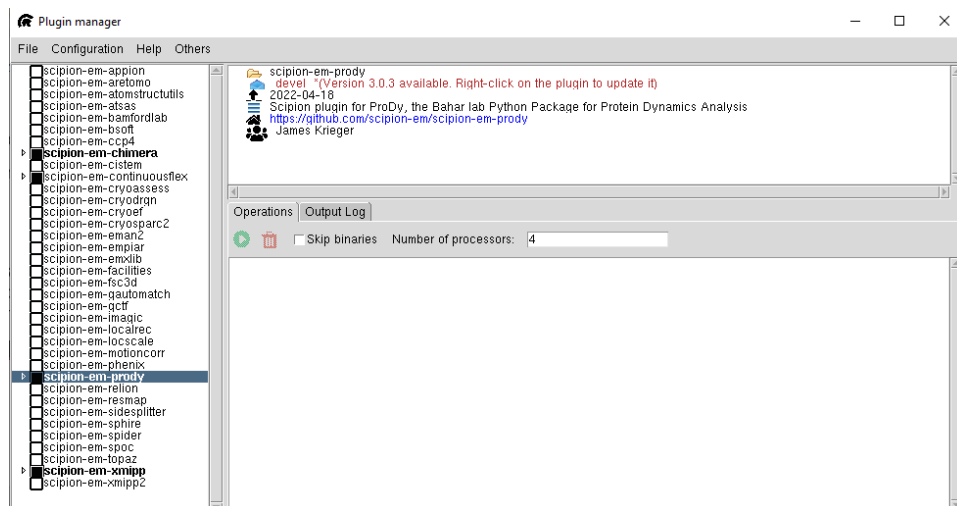 Plugin manager
File Configuration Help Others
scipion-em-appion
scipion-em-aretomo
scipion-em-atomstructutils
scipion-em-atsas
scipion-em-bamfordlab
scipion-em-bsoft
scipion-em-ccp4
scipion-em-chimera
scipion-em-cistem
scipion-em-continuousflex
scipion-em-cryoassess
scipion-em-cryodrgn
scipion-em-cryoef
scipion-em-cryosparc2
scipion-em-eman2
scipion-em-empiar
scipion-em-emxlib
scipion-em-facilities
scipion-em-fsc3d
scipion-em-gautomatch
scipion-em-gctf
scipion-em-imagic
scipion-em-localrec
scipion-em-locscale
scipion-em-motioncorr
scipion-em-phenix
scipion-em-prody
scipion-em-relion
scipion-em-resmap
scipion-em-sidesplitter
scipion-em-sphire
scipion-em-spider
scipion-em-spoc
scipion-em-topaz
scipion-em-xmipp
scipion-em-xmipp2
scipion-em-prody
devel *(Version 3.0.3 available. Right-click on the plugin to update it)
2022-04-18
Scipion plugin for ProDy, the Bahar lab Python Package for Protein Dynamics Analysis
https://github.com/scipion-em/scipion-em-prody
James Krieger
Operations Output Log
Skip binaries Number of processors: 4